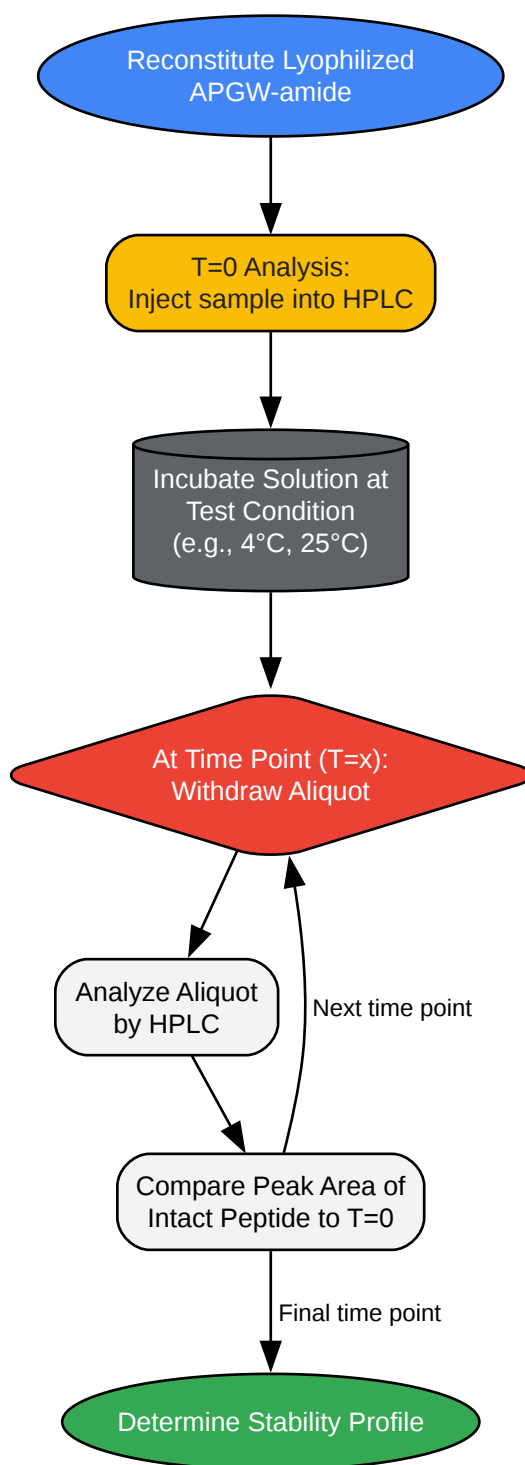 Reconstitute Lyophilized
APGW-amide
T=0 Analysis:
Inject sample into HPLC
Incubate Solution at
Test Condition
(e.g., 4°C, 25°C)
At Time Point (T=x):
Withdraw Aliquot
Analyze Aliquot
by HPLC
Next time point
Compare Peak Area of
Intact Peptide to T=0
Final time point
Determine Stability Profile